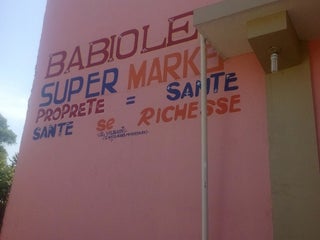 BABIOLE
SUPER MARKE
PROPRETE = SANTE
SANTE se RICHESSE